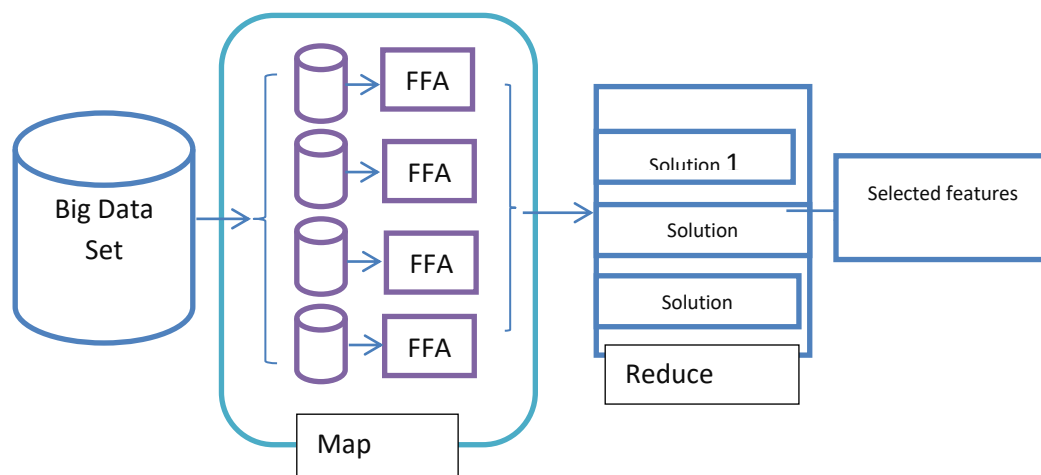 Big Data
Set
FFA
FFA
FFA
FFA
Map
Solution 1
Solution
Solution
Reduce
Selected features